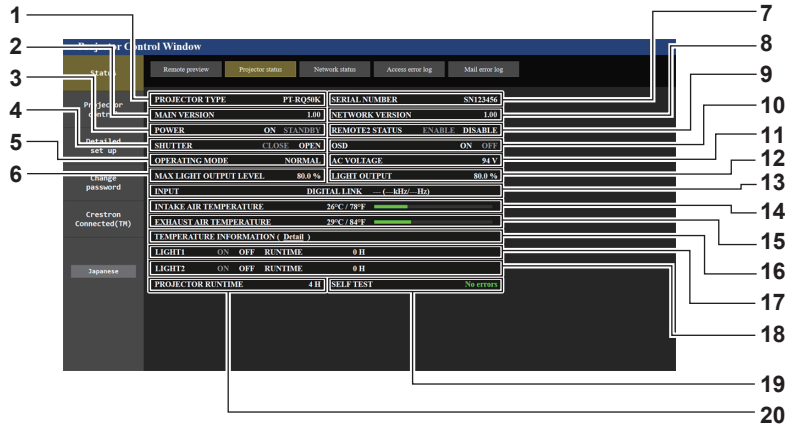 Projector Control Window
Status
Remote preview
Projector status
Network status
Access error log
Mail error log
Projector
control
Detailed
set up
Change
password
Crestron
Connected(TM)
Japanese
PROJECTOR TYPE PT-RQ50K SERIAL NUMBER SN123456
MAIN VERSION 1.00 NETWORK VERSION 1.00
POWER ON STANDBY REMOTE2 STATUS ENABLE DISABLE
SHUTTER CLOSE OPEN OSD ON OFF
OPERATING MODE NORMAL AC VOLTAGE 94 V
MAX LIGHT OUTPUT LEVEL 80.0 % LIGHT OUTPUT 80.0 %
INPUT DIGITAL LINK --- (---kHz/---Hz)
INTAKE AIR TEMPERATURE 26°C / 78°F
EXHAUST AIR TEMPERATURE 29°C / 84°F
TEMPERATURE INFORMATION ( Detail )
LIGHT1 ON OFF RUNTIME 0 H
LIGHT2 ON OFF RUNTIME 0 H
PROJECTOR RUNTIME 4 H SELF TEST No errors
1
2
3
4
5
6
7
8
9
10
11
12
13
14
15
16
17
18
19
20